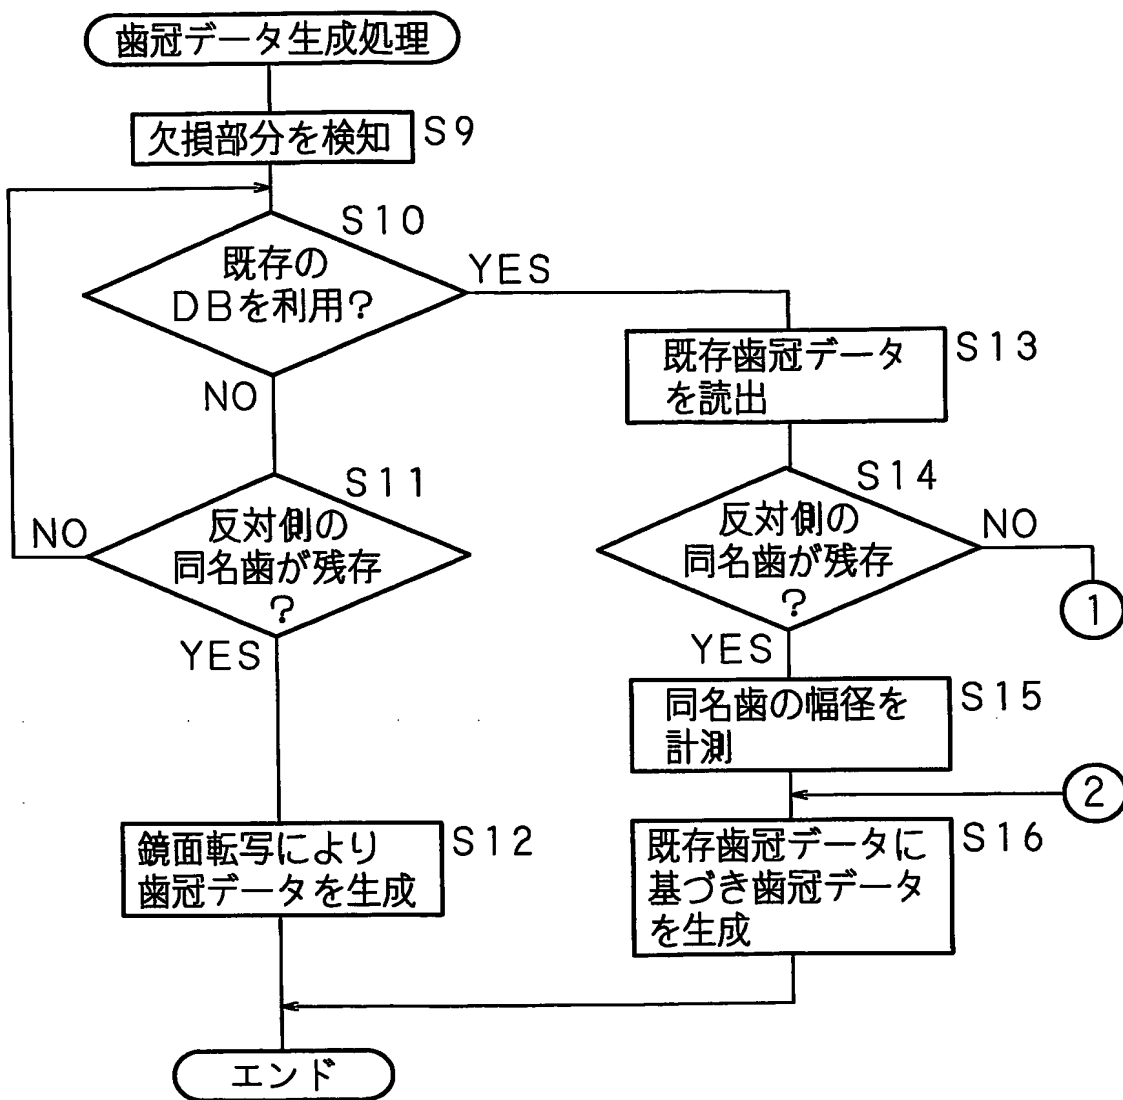 歯冠データ生成処理
欠損部分を検知
S9
S10
既存の
DBを利用?
YES
NO
S13
既存歯冠データ
を読出
S11
反対側の
同名歯が残存
?
NO
YES
S14
反対側の
同名歯が残存
?
NO
1
YES
S15
同名歯の幅径を
計測
2
S12
鏡面転写により
歯冠データを生成
S16
既存歯冠データに
基づき歯冠データ
を生成
エンド